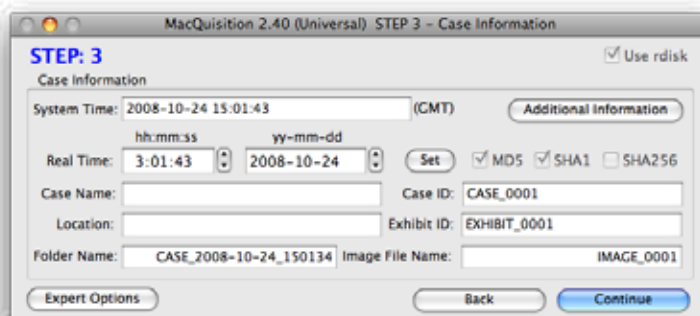 MacQuisition 2.40 (Universal) STEP 3 - Case Information
STEP: 3
Use rdisk
Case Information
System Time: 2008-10-24 15:01:43 (GMT) Additional Information
hh:mm:ss yy-mm-dd
Real Time: 3:01:43 2008-10-24 Set MD5 SHA1 SHA256
Case Name: Case ID: CASE_0001
Location: Exhibit ID: EXHIBIT_0001
Folder Name: CASE_2008-10-24_150134 Image File Name: IMAGE_0001
Expert Options Back Continue